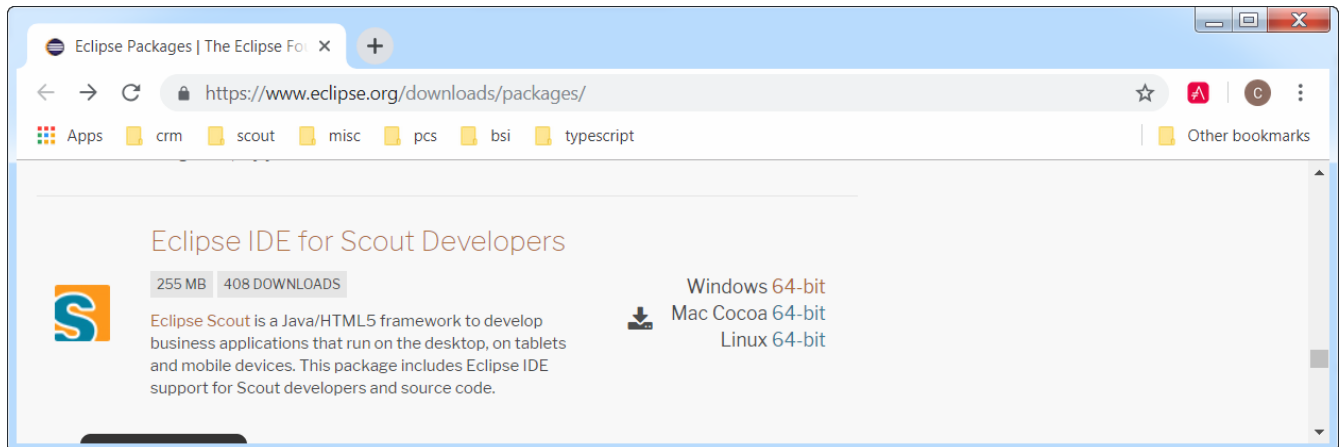 Eclipse Packages | The Eclipse Fou
https://www.eclipse.org/downloads/packages/
C
Apps crm scout misc pcs bsi typescript Other bookmarks
Eclipse IDE for Scout Developers
255 MB 408 DOWNLOADS
Eclipse Scout is a Java/HTML5 framework to develop
business applications that run on the desktop, on tablets
and mobile devices. This package includes Eclipse IDE
support for Scout developers and source code.
Windows 64-bit
Mac Cocoa 64-bit
Linux 64-bit